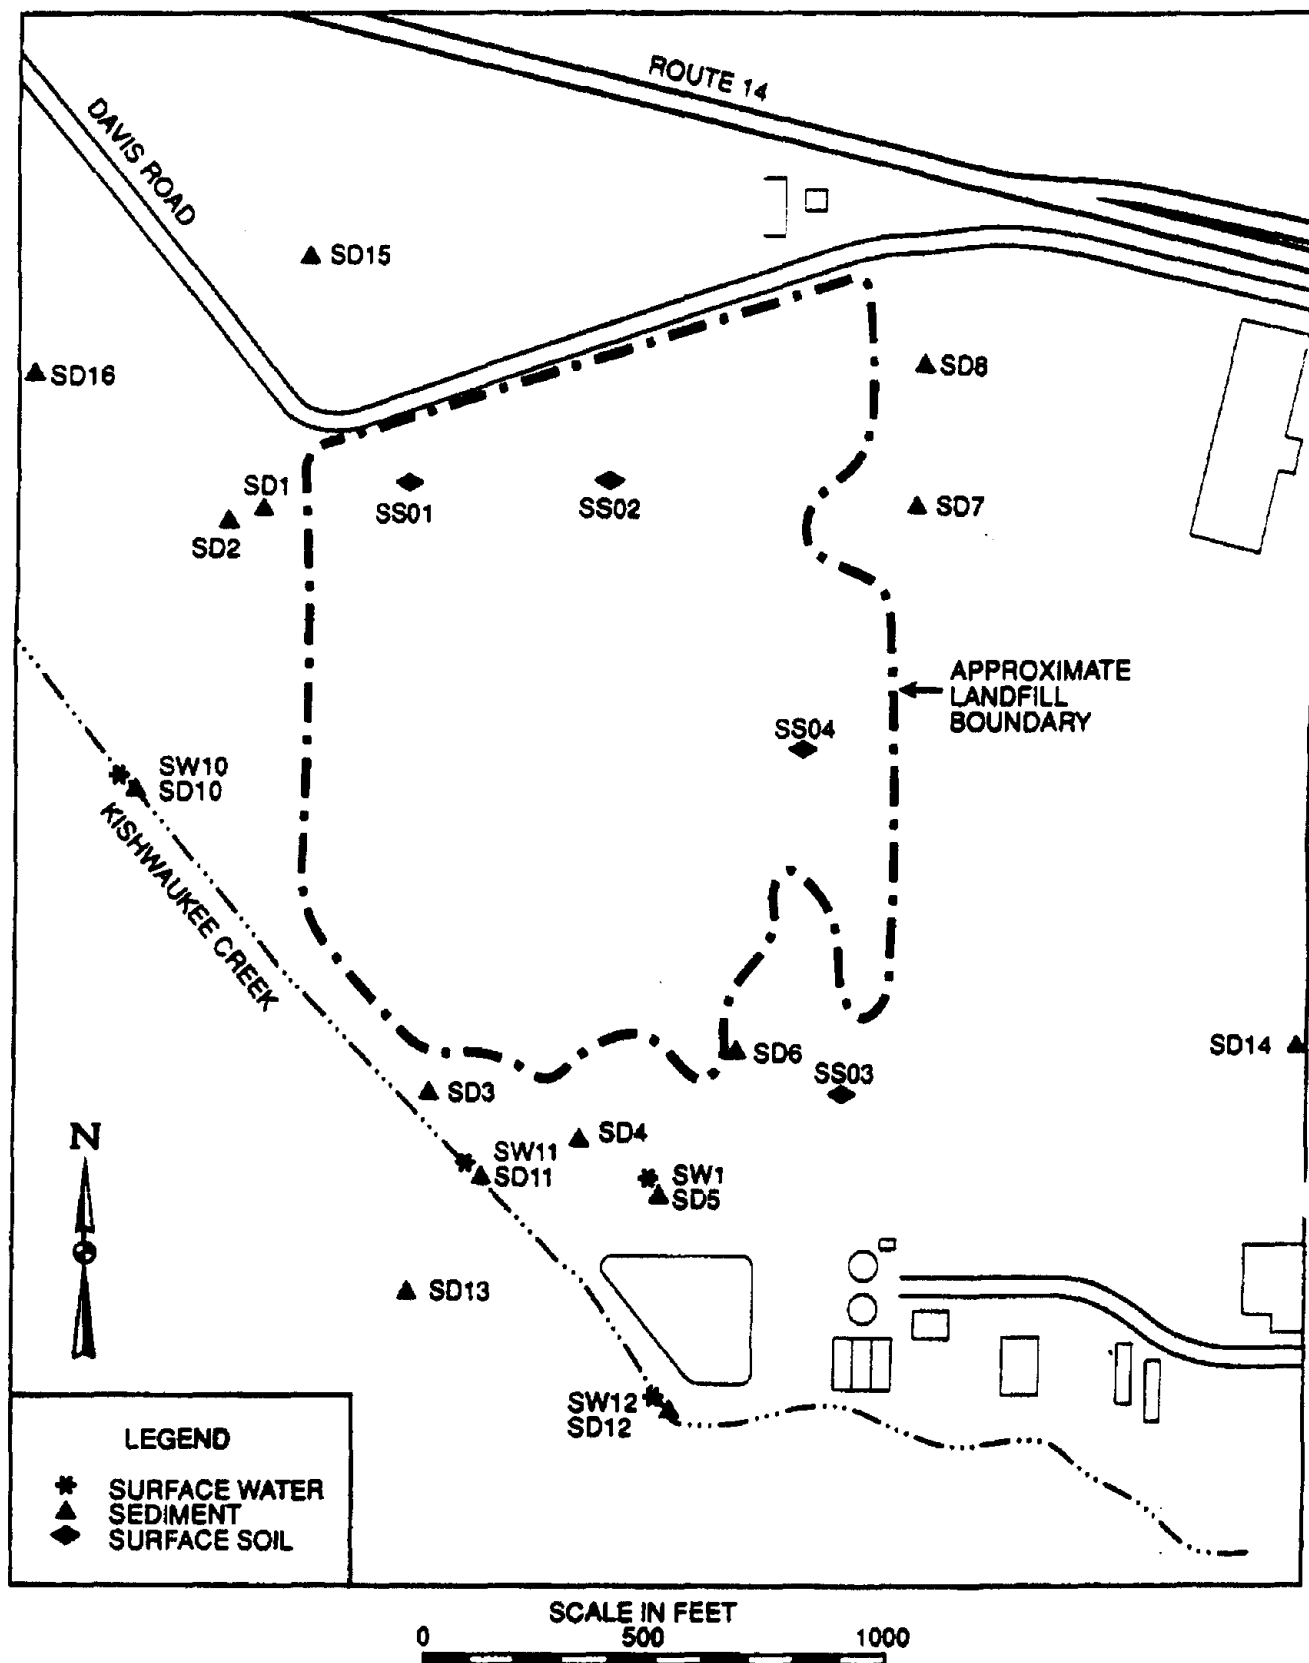 ROUTE 14
DAVIS ROAD
SD15
SD16
SD8
SD1
SD2
SS01
SS02
SD7
APPROXIMATE
LANDFILL
BOUNDARY
SS04
SW10
SD10
KISHWAUKEE CREEK
SD6
SD14
SS03
SD3
SD4
N
SW11
SD11
SW1
SD5
SD13
SW12
SD12
LEGEND
SURFACE WATER
SEDIMENT
SURFACE SOIL
SCALE IN FEET
0 500 1000